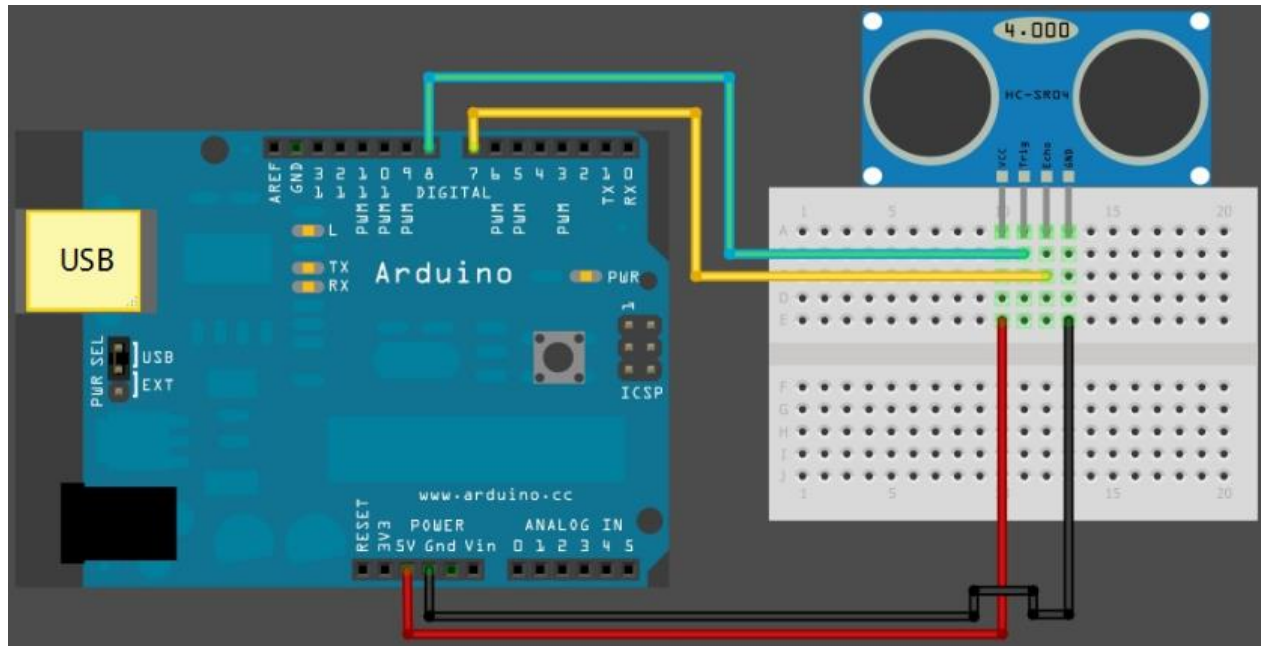 4.000
HC-SR04
VCC Trig Echo GND
AREF GND 13 12 11 10 9 8 7 6 5 4 3 2 1 0
PWM PWM PWM DIGITAL PWM PWM PWM TX RX
L
TX
RX
Arduino
PWR
1
USB
PWR SEL
USB
EXT
ICSP
www.arduino.cc
POWER ANALOG IN
RESET 3V3 5V Gnd Vin 0 1 2 3 4 5
1 5 10 15 20
A
D
E
F
G
H
I
J
1 5 15 20